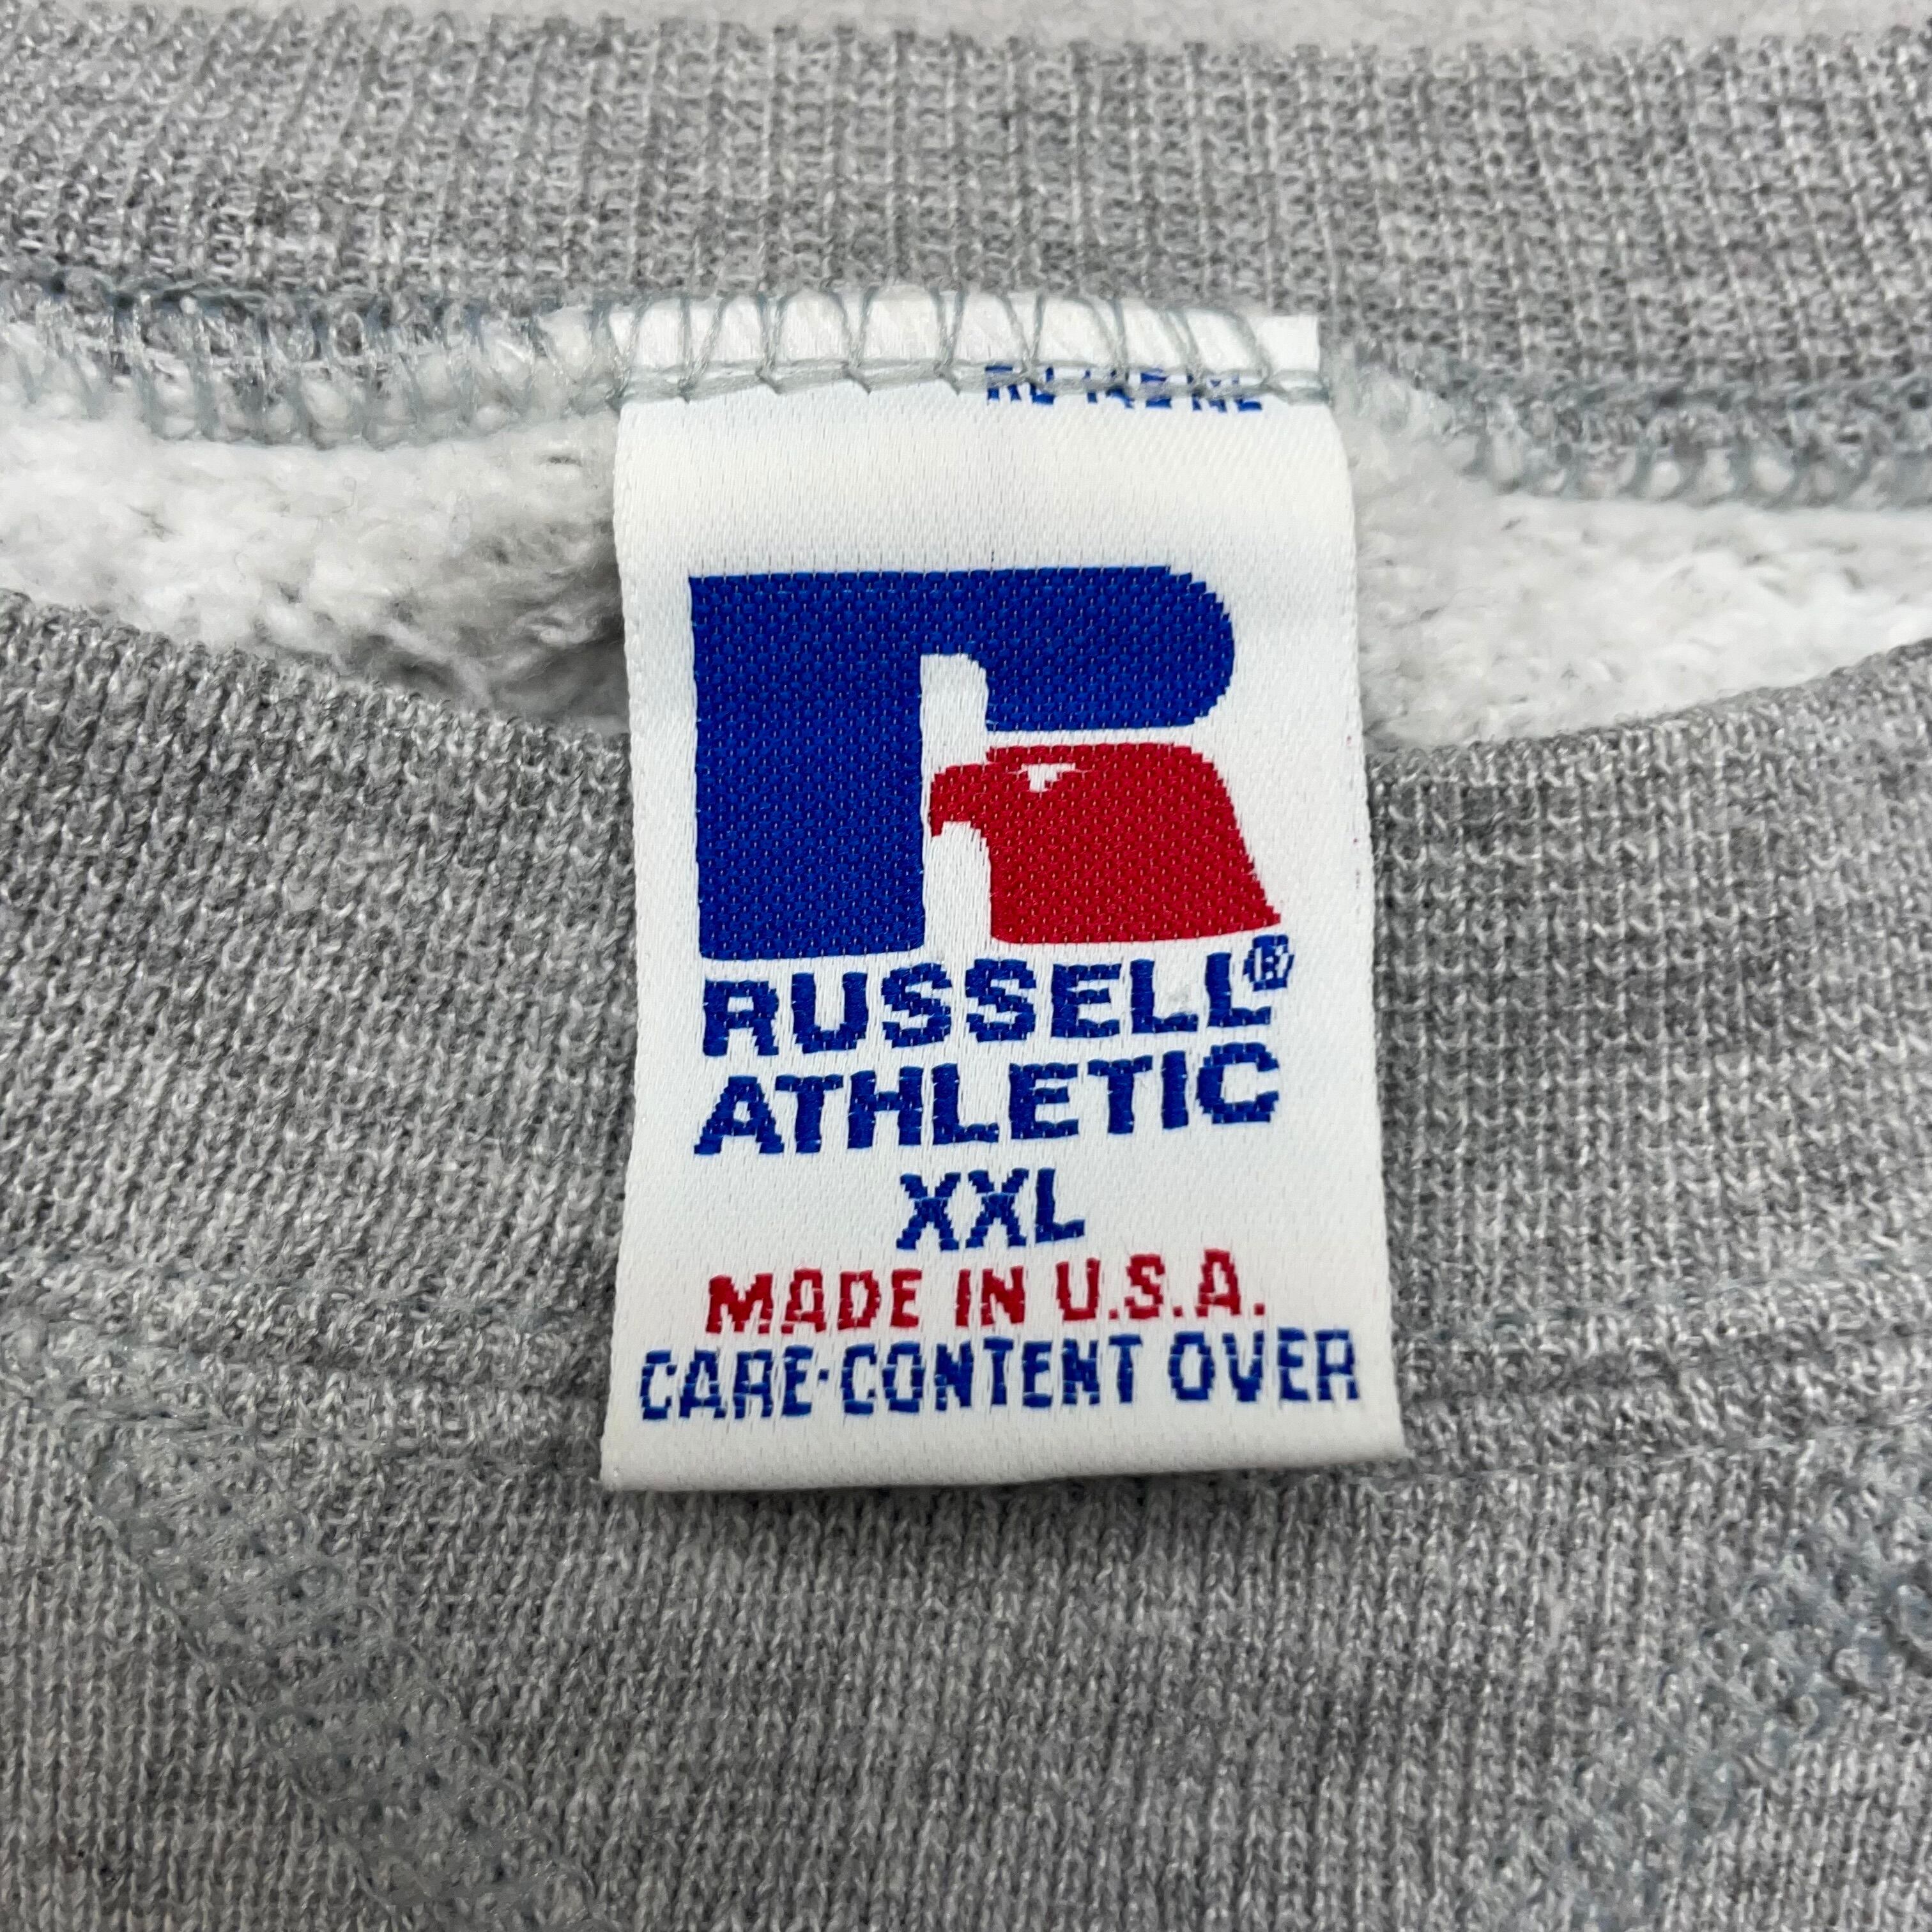 RUSSELL®
ATHLETIC
XXL
MADE IN U.S.A.
CARE·CONTENT OVER